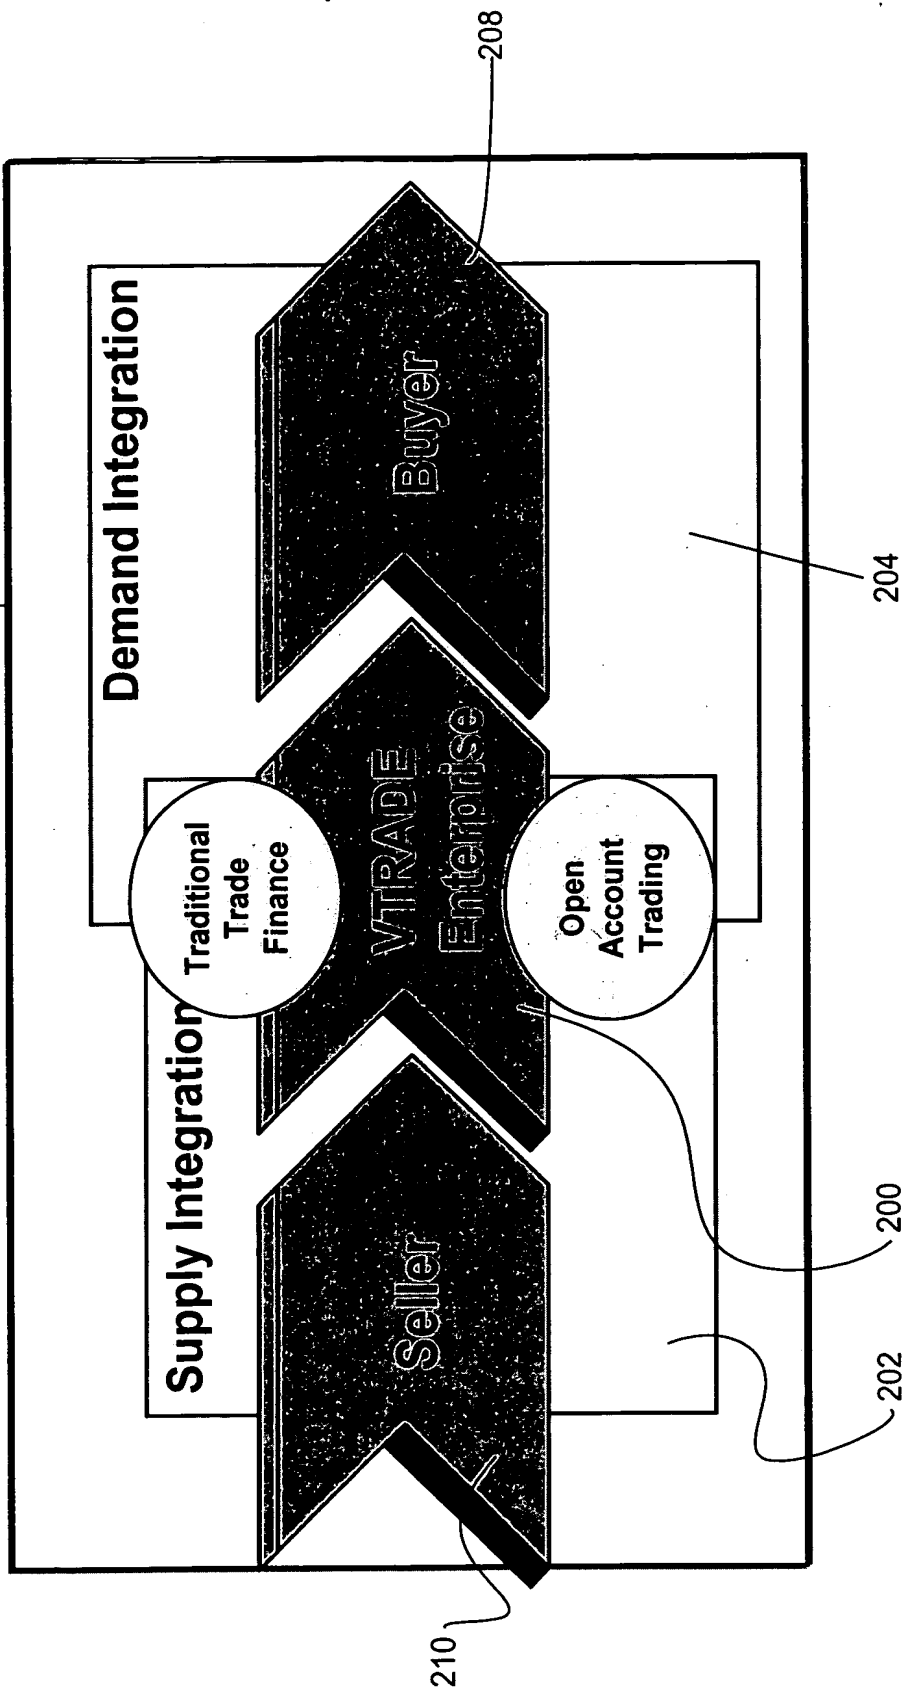 Supply Integration
Demand Integration
Traditional
Trade
Finance
Seller
VTRADE
Enterprise
Buyer
Open
Account
Trading
210
208
202
200
204